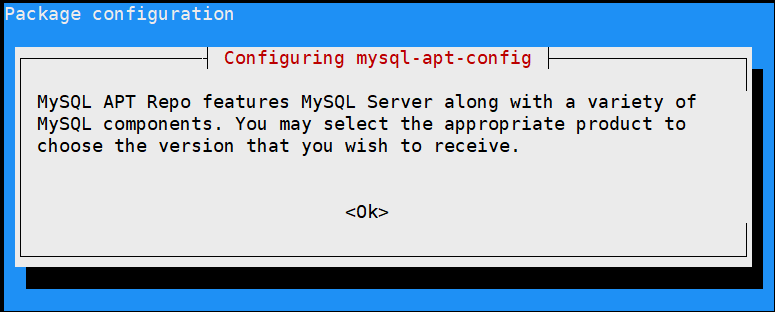 Package configuration
Configuring mysql-apt-config
MySQL APT Repo features MySQL Server along with a variety of
MySQL components. You may select the appropriate product to
choose the version that you wish to receive.
<Ok>